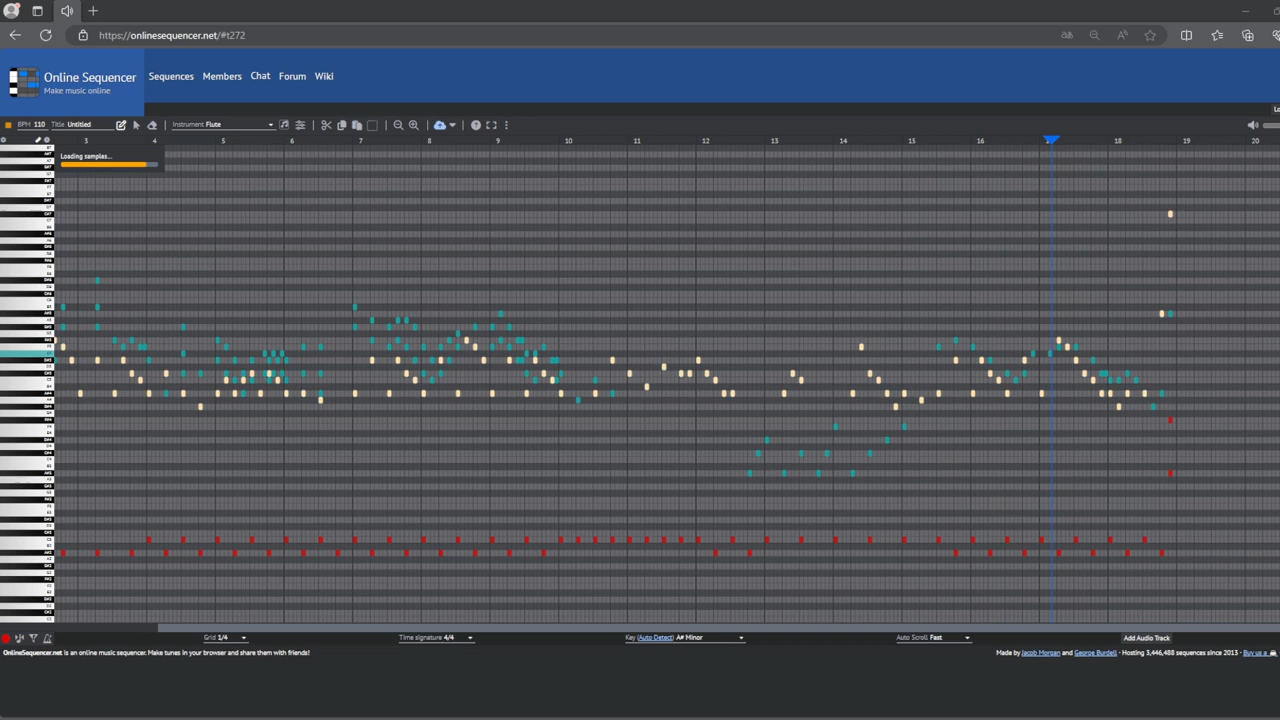 https://onlinesequencer.net/#t272
Online Sequencer
Make music online
Sequences Members Chat Forum Wiki
BPM 110 Title Untitled Instrument Flute
3 4 5 6 7 8 9 10 11 12 13 14 15 16 18 19 20
Loading samples...
Grid 1/4 Time signature 4/4 Key (Auto Detect) A# Minor Auto Scroll Fast Add Audio Track
OnlineSequencer.net is an online music sequencer. Make tunes in your browser and share them with friends!
Made by Jacob Morgan and George Burdell - Hosting 3,446,488 sequences since 2013 - Buy us a